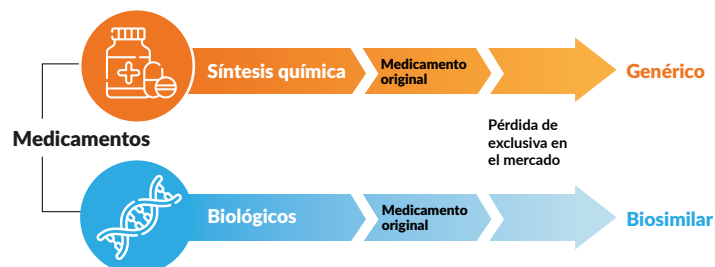 Medicamentos
Síntesis química
Medicamento
original
Genérico
Pérdida de
exclusiva en
el mercado
Biológicos
Medicamento
original
Biosimilar